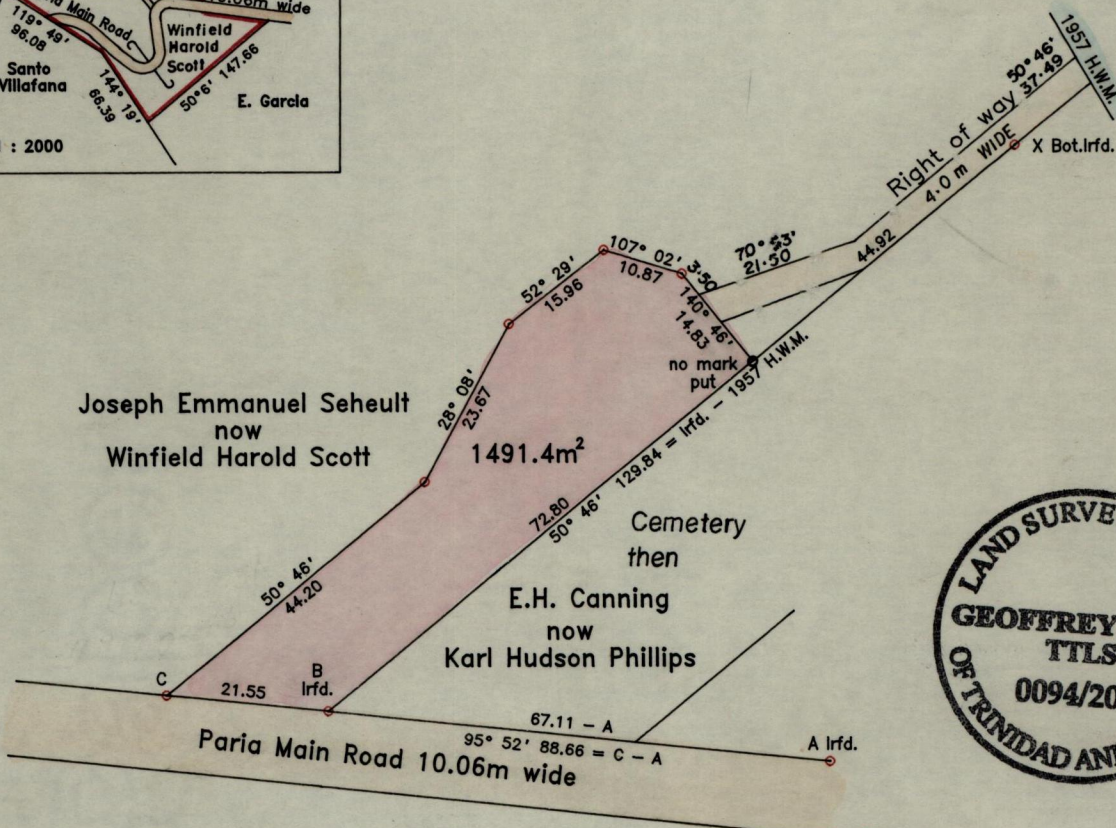 Main Road
10.06m wide
119° 49'
96.08
Winfield
Harold
Scott
Santo
Villafana
144° 19'
66.39
50°6' 147.66
E. Garcia
: 2000
1957 H.W.M.
50° 46'
37.49
Right of way
4.0 m WIDE
X Bot.Irfd.
44.92
70° 53'
21.50
107° 02'
10.87
3.50
140° 46'
14.83
52° 29'
15.96
no mark
put
28° 08'
23.67
Joseph Emmanuel Seheult
now
Winfield Harold Scott
1491.4m²
129.84 = Irfd. - 1957 H.W.M.
72.80
50° 46'
Cemetery
then
E.H. Canning
now
Karl Hudson Phillips
50° 46'
44.20
C
21.55
B
Irfd.
67.11 - A
95° 52' 88.66 = C - A
A Irfd.
Paria Main Road 10.06m wide
LAND SURVE
GEOFFREY
TTLS
0094/20
OF TRINIDAD AN